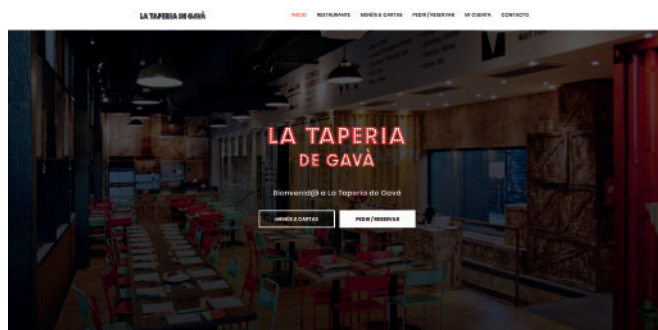 LA TAPERIA DE GAVÀ
INICIO RESTAURANTE MENÚS & CARTAS PEDIR / RESERVAR MI CUENTA CONTACTO
LA TAPERIA
DE GAVÀ
Bienvenid@ a La Taperia de Gavà
MENÚS & CARTAS PEDIR / RESERVAR